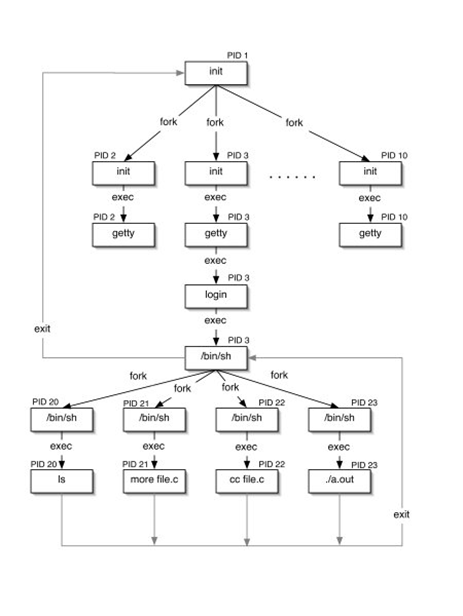 PID 1
init
fork fork fork
PID 2 PID 3 PID 10
init init . . . . . . init
exec exec exec
PID 2 PID 3 PID 10
getty getty getty
exec
PID 3
login
exec
exit
PID 3
/bin/sh
fork fork fork fork
PID 20 PID 21 PID 22 PID 23
/bin/sh /bin/sh /bin/sh /bin/sh
exec exec exec exec
PID 20 PID 21 PID 22 PID 23
ls more file.c cc file.c ./a.out
exit